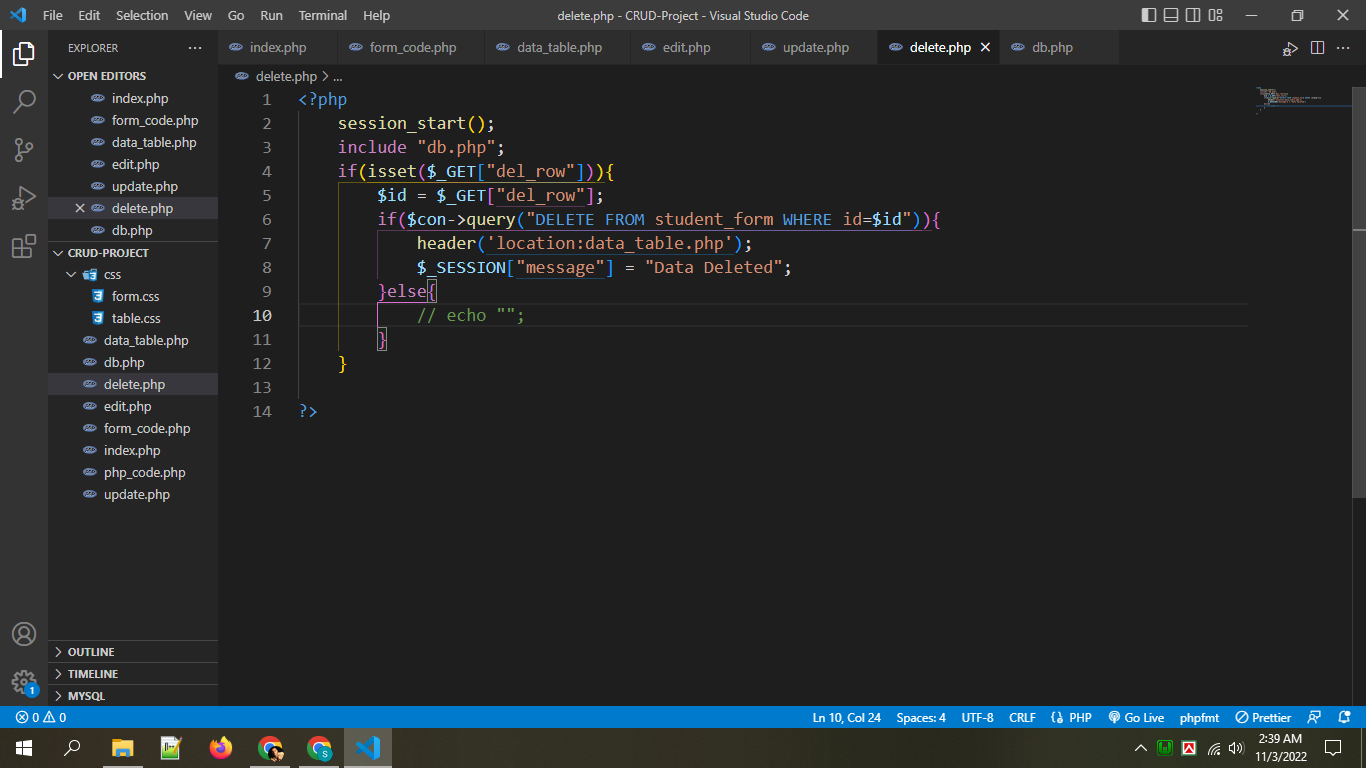 File Edit Selection View Go Run Terminal Help delete.php - CRUD-Project - Visual Studio Code
EXPLORER
index.php form_code.php data_table.php edit.php update.php delete.php db.php
OPEN EDITORS
index.php
form_code.php
data_table.php
edit.php
update.php
delete.php
db.php
CRUD-PROJECT
css
form.css
table.css
data_table.php
db.php
delete.php
edit.php
form_code.php
index.php
php_code.php
update.php
OUTLINE
TIMELINE
MYSQL
delete.php > ...
1 <?php
2 session_start();
3 include "db.php";
4 if(isset($_GET["del_row"])){
5 $id = $_GET["del_row"];
6 if($con->query("DELETE FROM student_form WHERE id=$id")){
7 header('location:data_table.php');
8 $_SESSION["message"] = "Data Deleted";
9 }else{
10 // echo "";
11 }
12 }
13
14 ?>
1
0 0 Ln 10, Col 24 Spaces: 4 UTF-8 CRLF PHP Go Live phpfmt Prettier
S
2:39 AM
11/3/2022